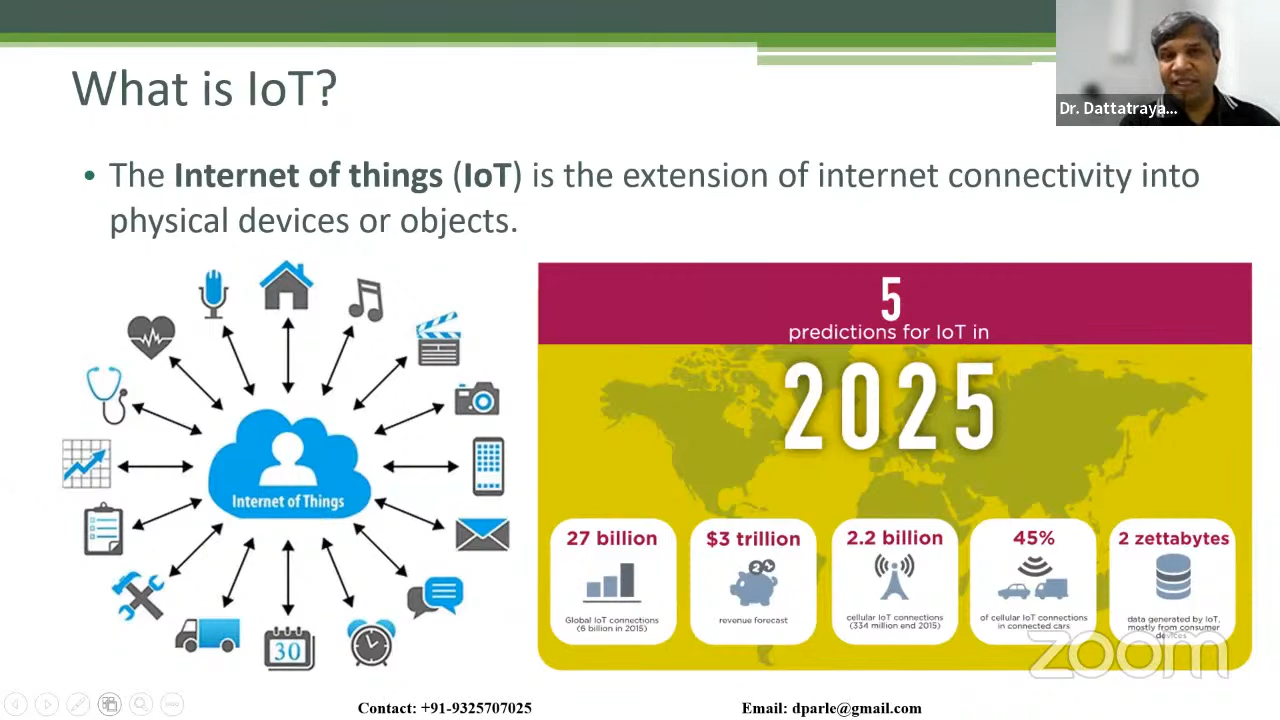 What is IoT?
Dr. Dattatraya...
• The Internet of things (IoT) is the extension of internet connectivity into
physical devices or objects.
Internet of Things
30
5
predictions for IoT in
2025
27 billion
Global IoT connections
(6 billion in 2015)
$3 trillion
revenue forecast
2.2 billion
cellular IoT connections
(334 million end 2015)
45%
of cellular IoT connections
in connected cars
2 zettabytes
data generated by IoT,
mostly from consumer
devices
zoom
Contact: +91-9325707025
Email: dparle@gmail.com